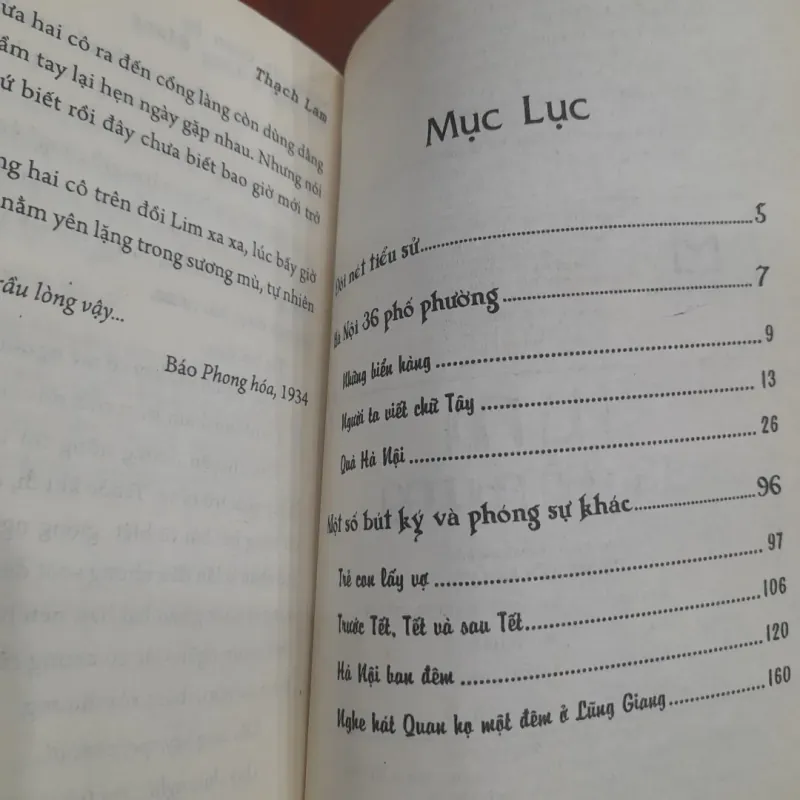 Thạch Lam
ưa hai cô ra đến cổng làng còn dùng dằng
ầm tay lại hẹn ngày gặp nhau. Nhưng nói
ứ biết rồi đây chưa biết bao giờ mới trở
ng hai cô trên đồi Lim xa xa, lúc bấy giờ
nằm yên lặng trong sương mù, tự nhiên
rầu lòng vậy...
Báo Phong hóa, 1934
Mục Lục
Đôi nét tiểu sử 5
Hà Nội 36 phố phường 7
Những biển hàng 9
Người ta viết chữ Tây 13
Quà Hà Nội 26
Một số bút ký và phóng sự khác 96
Trẻ con lấy vợ 97
Trước Tết, Tết và sau Tết 106
Hà Nội ban đêm 120
Nghe hát Quan họ một đêm ở Lũng Giang 160